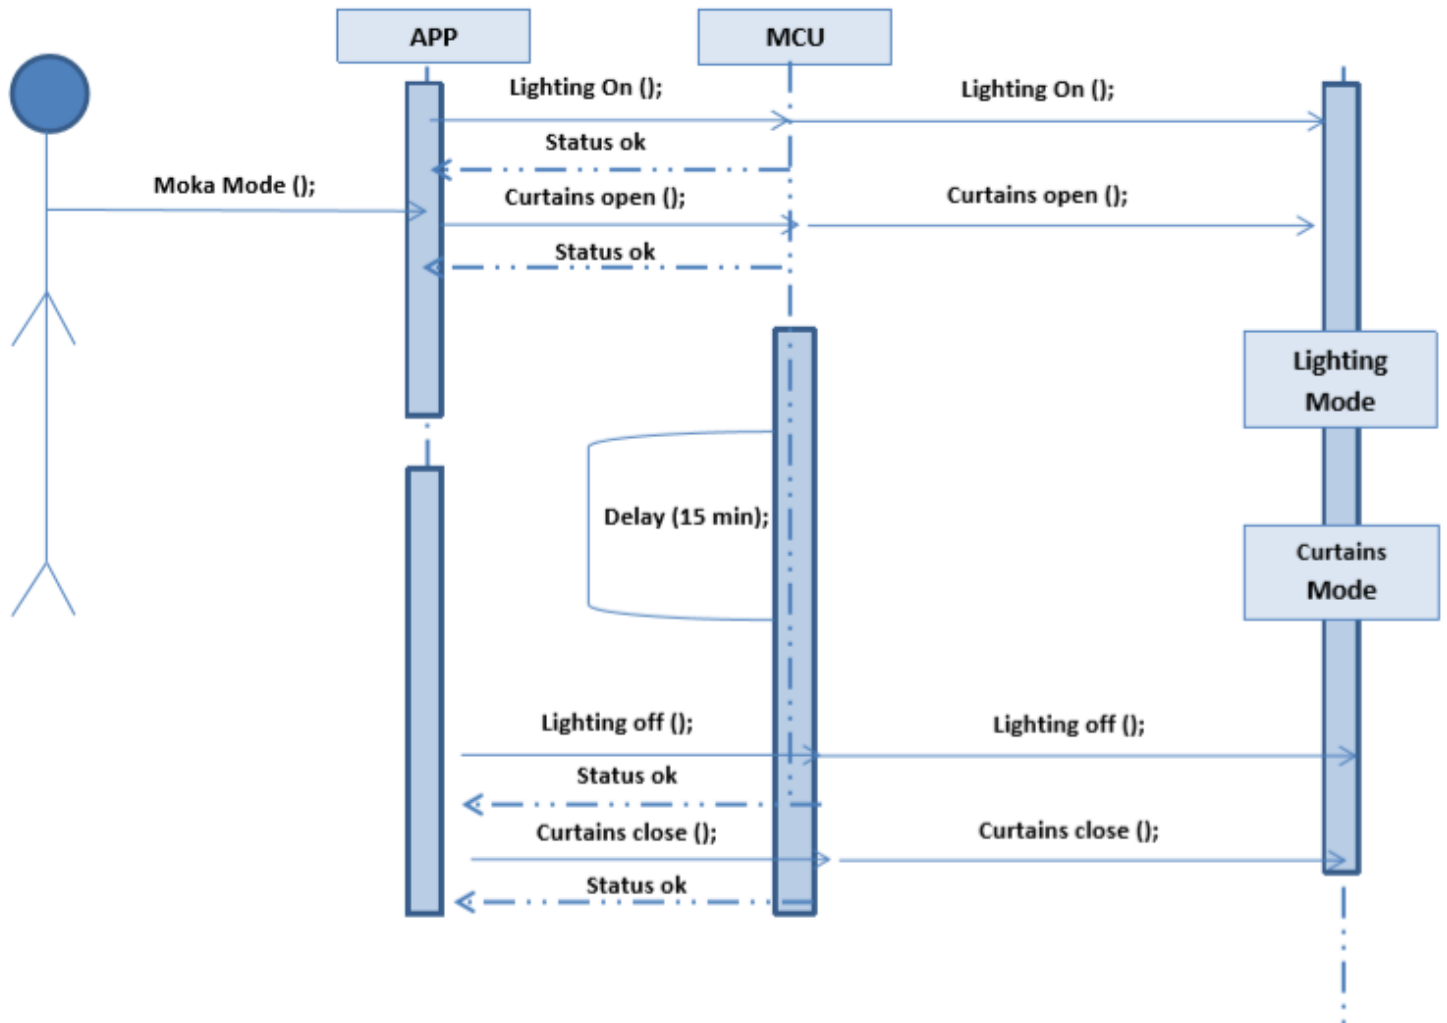 APP
MCU
Lighting On ();
Lighting On ();
Status ok
Moka Mode ();
Curtains open ();
Curtains open ();
Status ok
Lighting
Mode
Delay (15 min);
Curtains
Mode
Lighting off ();
Lighting off ();
Status ok
Curtains close ();
Curtains close ();
Status ok